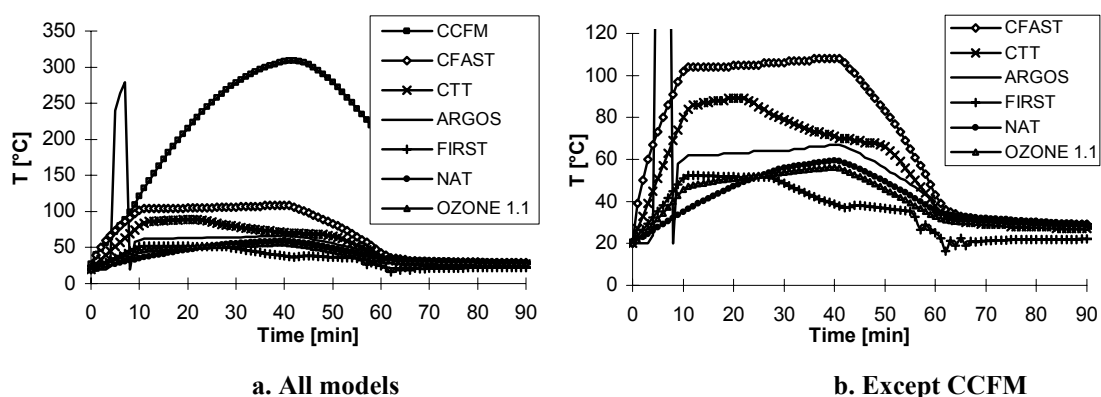 350
300
250
200
150
100
50
0
T [°C]
0 10 20 30 40 50 60 70 80 90
Time [min]
CCFM
CFAST
CTT
ARGOS
FIRST
NAT
OZONE 1.1
a. All models
120
100
80
60
40
20
0
T [°C]
0 10 20 30 40 50 60 70 80 90
Time [min]
CFAST
CTT
ARGOS
FIRST
NAT
OZONE 1.1
b. Except CCFM